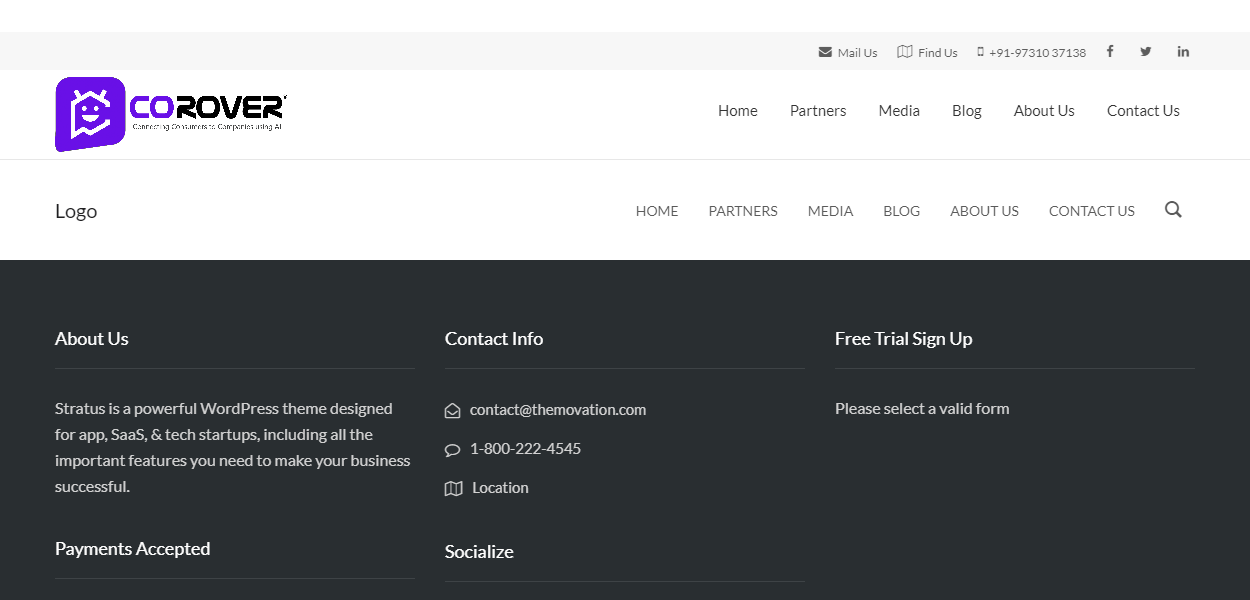 Mail Us Find Us +91-97310 37138
COROVER
Connecting Consumers to Companies using AI
Home Partners Media Blog About Us Contact Us
Logo HOME PARTNERS MEDIA BLOG ABOUT US CONTACT US
About Us
Stratus is a powerful WordPress theme designed
for app, SaaS, & tech startups, including all the
important features you need to make your business
successful.
Payments Accepted
Contact Info
contact@themovation.com
1-800-222-4545
Location
Socialize
Free Trial Sign Up
Please select a valid form